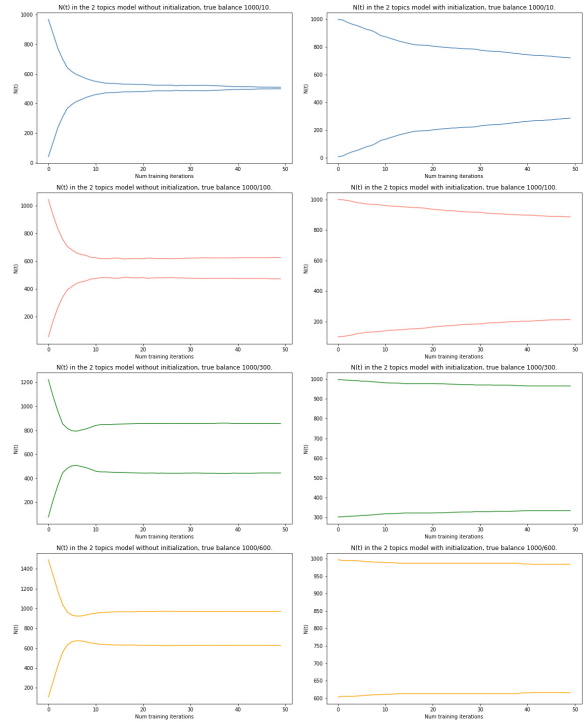 N(t) in the 2 topics model without initialization, true balance 1000/10.
1000
800
600
400
200
0
N(t)
0 10 20 30 40 50
Num training iterations
N(t) in the 2 topics model with initialization, true balance 1000/10.
1000
800
600
400
200
0
N(t)
0 10 20 30 40 50
Num training iterations
N(t) in the 2 topics model without initialization, true balance 1000/100.
1000
800
600
400
200
N(t)
0 10 20 30 40 50
Num training iterations
N(t) in the 2 topics model with initialization, true balance 1000/100.
1000
800
600
400
200
N(t)
0 10 20 30 40 50
Num training iterations
N(t) in the 2 topics model without initialization, true balance 1000/300.
1200
1000
800
600
400
200
N(t)
0 10 20 30 40 50
Num training iterations
N(t) in the 2 topics model with initialization, true balance 1000/300.
1000
900
800
700
600
500
400
300
N(t)
0 10 20 30 40 50
Num training iterations
N(t) in the 2 topics model without initialization, true balance 1000/600.
1400
1200
1000
800
600
400
200
N(t)
0 10 20 30 40 50
Num training iterations
N(t) in the 2 topics model with initialization, true balance 1000/600.
1000
950
900
850
800
750
700
650
600
N(t)
0 10 20 30 40 50
Num training iterations